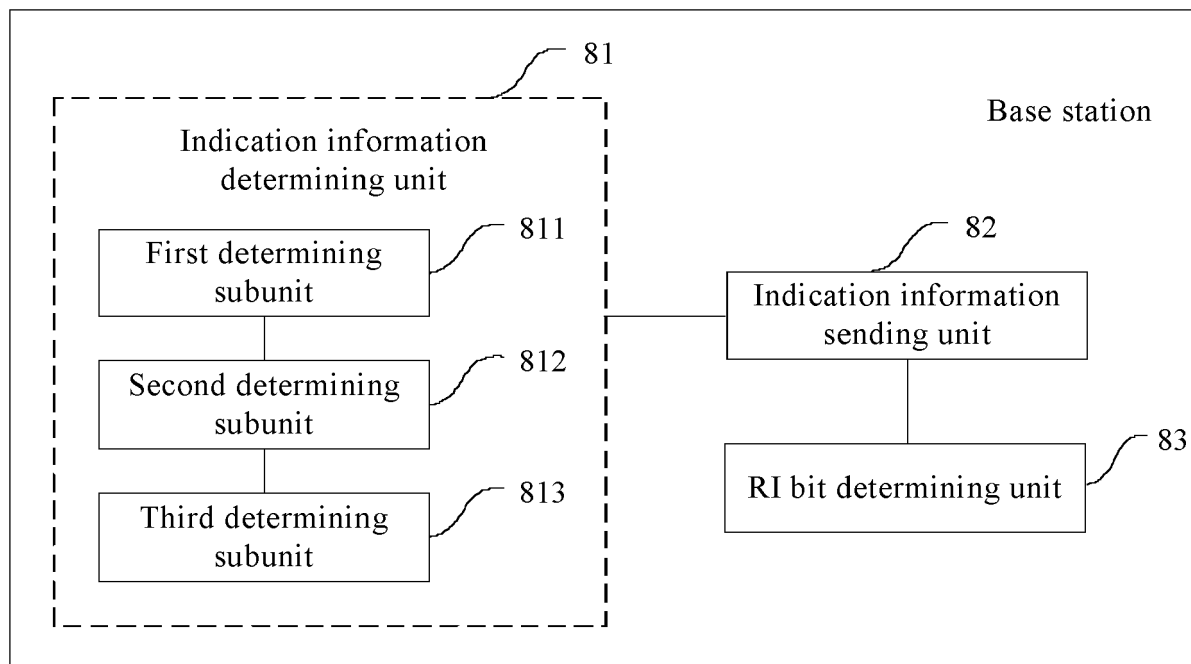 81
Base station
Indication information
determining unit
811
First determining
subunit
82
Indication information
sending unit
812
Second determining
subunit
83
RI bit determining unit
813
Third determining
subunit